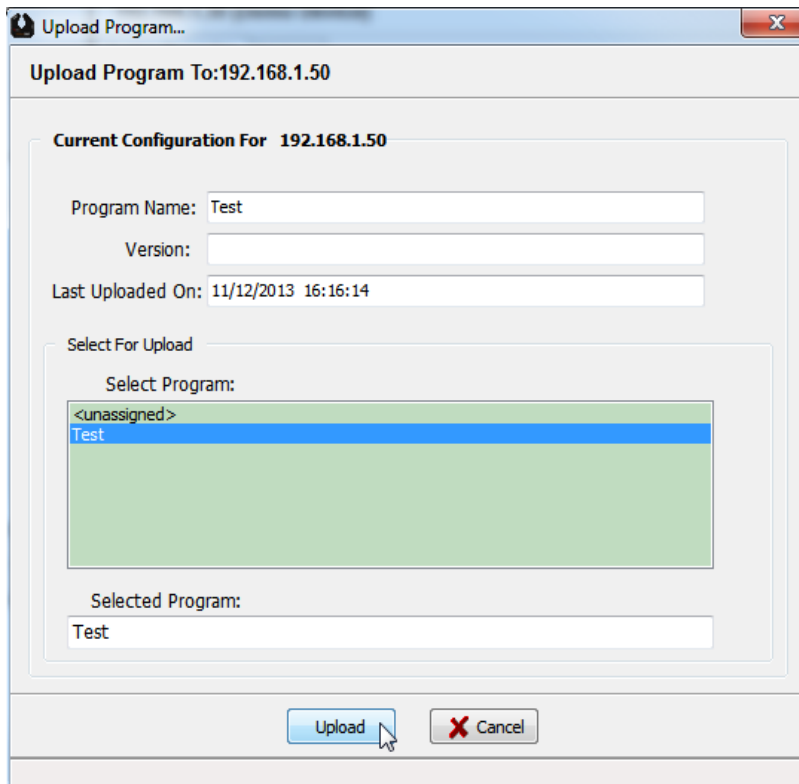 Upload Program...
Upload Program To:192.168.1.50
Current Configuration For 192.168.1.50
Program Name: Test
Version:
Last Uploaded On: 11/12/2013 16:16:14
Select For Upload
Select Program:
<unassigned>
Test
Selected Program:
Test
Upload Cancel